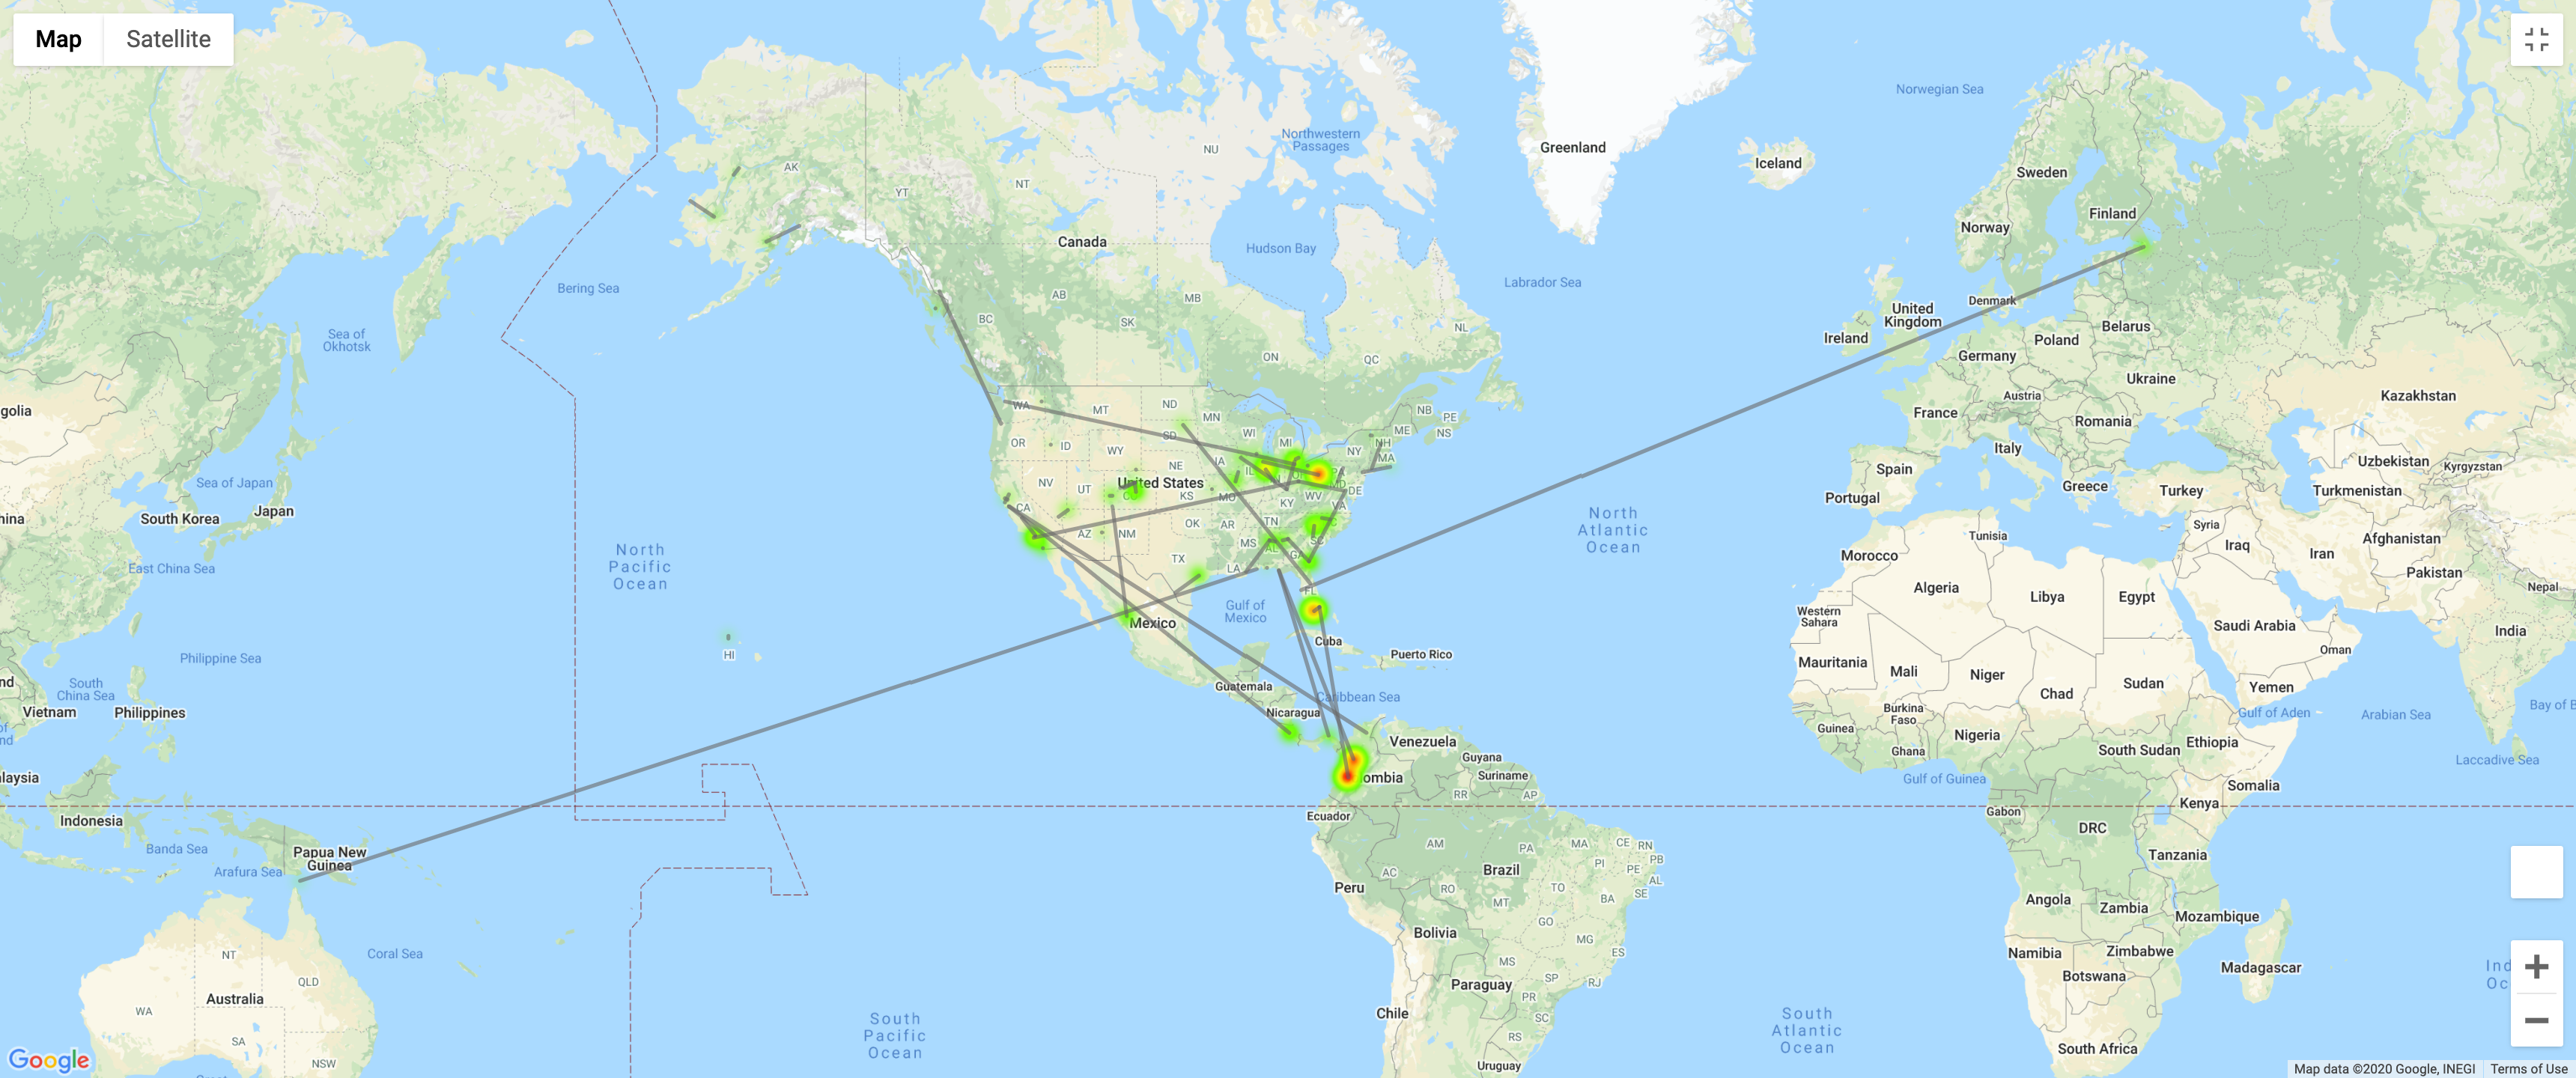 Map
Satellite
Norwegian Sea
Northwestern
Passages
Greenland
Iceland
Sweden
Finland
Norway
NU
AK
YT
NT
Canada
Hudson Bay
Labrador Sea
Bering Sea
Sea of
Okhotsk
AB
MB
BC
SK
NL
ON
QC
Denmark
United
Kingdom
Ireland
Belarus
Poland
Germany
Ukraine
Austria
France
Romania
Kazakhstan
golia
WA
MT
ND
MN
NB
PE
ME
NS
OR
ID
SD
WI
MI
NH
NY
MA
WY
IA
NE
IL
United States
NV
UT
KS
MO
WV
MD
DE
KY
VA
CA
OK
AR
TN
AZ
NM
SC
MS
AL
GA
TX
LA
FL
Italy
Spain
Portugal
Greece
Turkey
Uzbekistan
Kyrgyzstan
Turkmenistan
Sea of Japan
South Korea
Japan
hina
North
Pacific
Ocean
North
Atlantic
Ocean
East China Sea
Tunisia
Syria
Iraq
Afghanistan
Iran
Pakistan
Nepal
Morocco
Algeria
Libya
Egypt
Western
Sahara
Saudi Arabia
India
Oman
Gulf of
Mexico
Mexico
Cuba
Puerto Rico
HI
Guatemala
Caribbean Sea
Nicaragua
Philippine Sea
South
China Sea
nd
Vietnam
Philippines
nd
Mauritania
Mali
Niger
Chad
Sudan
Yemen
Gulf of Aden
Arabian Sea
Bay of B
Burkina
Faso
Guinea
Ghana
Nigeria
South Sudan
Ethiopia
Laccadive Sea
Gulf of Guinea
Somalia
Venezuela
Guyana
Suriname
ombia
RR
AP
Ecuador
alaysia
Indonesia
Banda Sea
Papua New
Guinea
Arafura Sea
Gabon
Kenya
DRC
Tanzania
AM
PA
MA
CE
RN
PB
PI
PE
AL
SE
AC
Brazil
RO
TO
BA
MT
Peru
GO
Bolivia
MG
ES
MS
SP
RJ
Paraguay
PR
SC
Chile
RS
Uruguay
Angola
Zambia
Mozambique
Namibia
Zimbabwe
Botswana
Madagascar
South Africa
Ind
Oc
Coral Sea
NT
QLD
Australia
WA
SA
NSW
South
Pacific
Ocean
South
Atlantic
Ocean
Google
Map data ©2020 Google, INEGI
Terms of Use